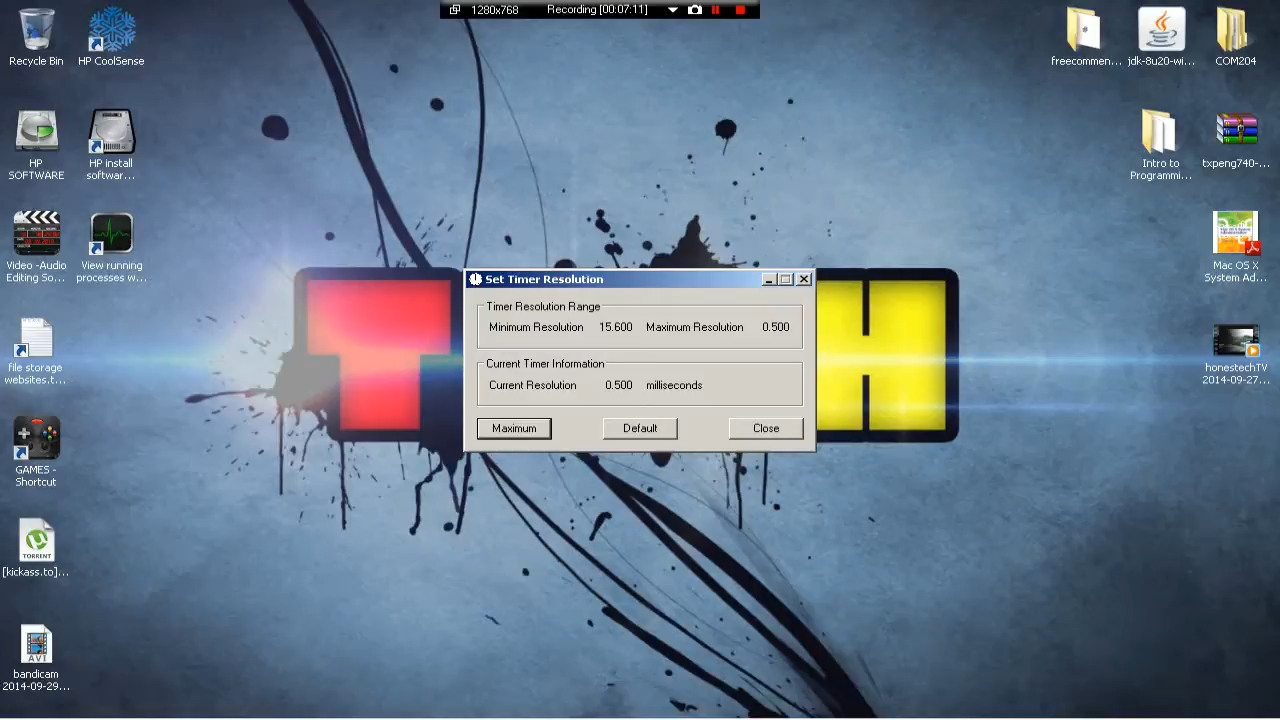 1280x768 Recording [00:07:11]
Recycle Bin
HP CoolSense
freecommen...
jdk-8u20-wi...
COM204
HP
SOFTWARE
HP install
softwar...
Intro to
Programmi...
txpeng740-...
Video -Audio
Editing So...
View running
processes w...
Mac OS X
System Ad...
file storage
websites.t...
honestechTV
2014-09-27...
GAMES -
Shortcut
TORRENT
[kickass.to]...
AVI
bandicam
2014-09-29...
T H
Set Timer Resolution
Timer Resolution Range
Minimum Resolution 15.600 Maximum Resolution 0.500
Current Timer Information
Current Resolution 0.500 milliseconds
Maximum Default Close